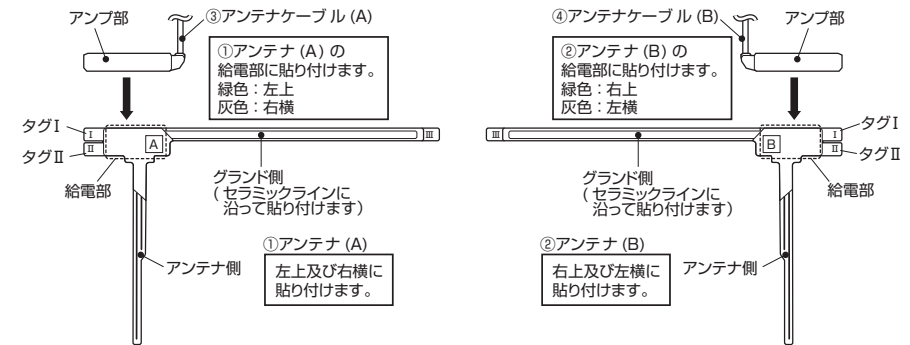 アンプ部
③アンテナケーブル (A)
①アンテナ (A) の
給電部に貼り付けます。
緑色：左上
灰色：右横
タグⅠ
タグⅡ
Ⅰ
Ⅱ
A
Ⅲ
給電部
グランド側
(セラミックラインに
沿って貼り付けます)
アンテナ側
①アンテナ (A)
左上及び右横に
貼り付けます。
④アンテナケーブル (B)
アンプ部
②アンテナ (B) の
給電部に貼り付けます。
緑色：右上
灰色：左横
Ⅲ
B
Ⅰ
Ⅱ
タグⅠ
タグⅡ
給電部
グランド側
(セラミックラインに
沿って貼り付けます)
②アンテナ (B)
右上及び左横に
貼り付けます。
アンテナ側